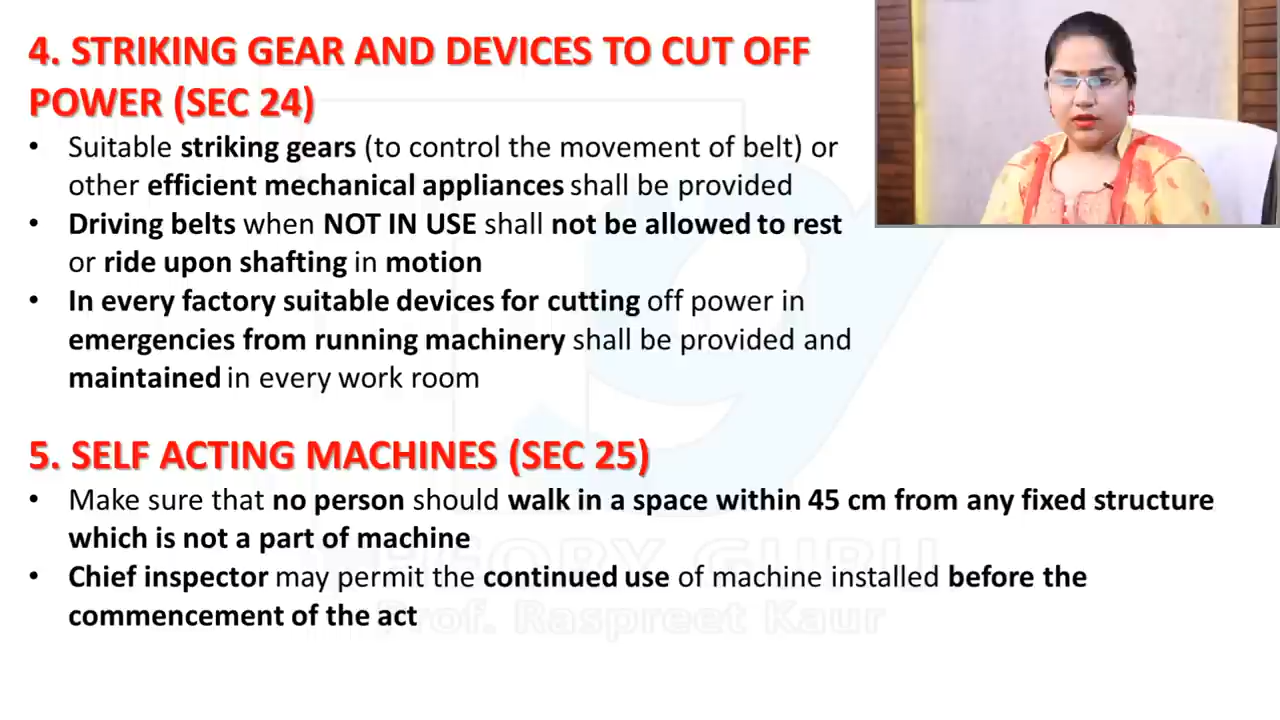 4. STRIKING GEAR AND DEVICES TO CUT OFF
POWER (SEC 24)
• Suitable striking gears (to control the movement of belt) or
other efficient mechanical appliances shall be provided
• Driving belts when NOT IN USE shall not be allowed to rest
or ride upon shafting in motion
• In every factory suitable devices for cutting off power in
emergencies from running machinery shall be provided and
maintained in every work room
5. SELF ACTING MACHINES (SEC 25)
• Make sure that no person should walk in a space within 45 cm from any fixed structure
which is not a part of machine
• Chief inspector may permit the continued use of machine installed before the
commencement of the act
Prof. Raspreet Kaur